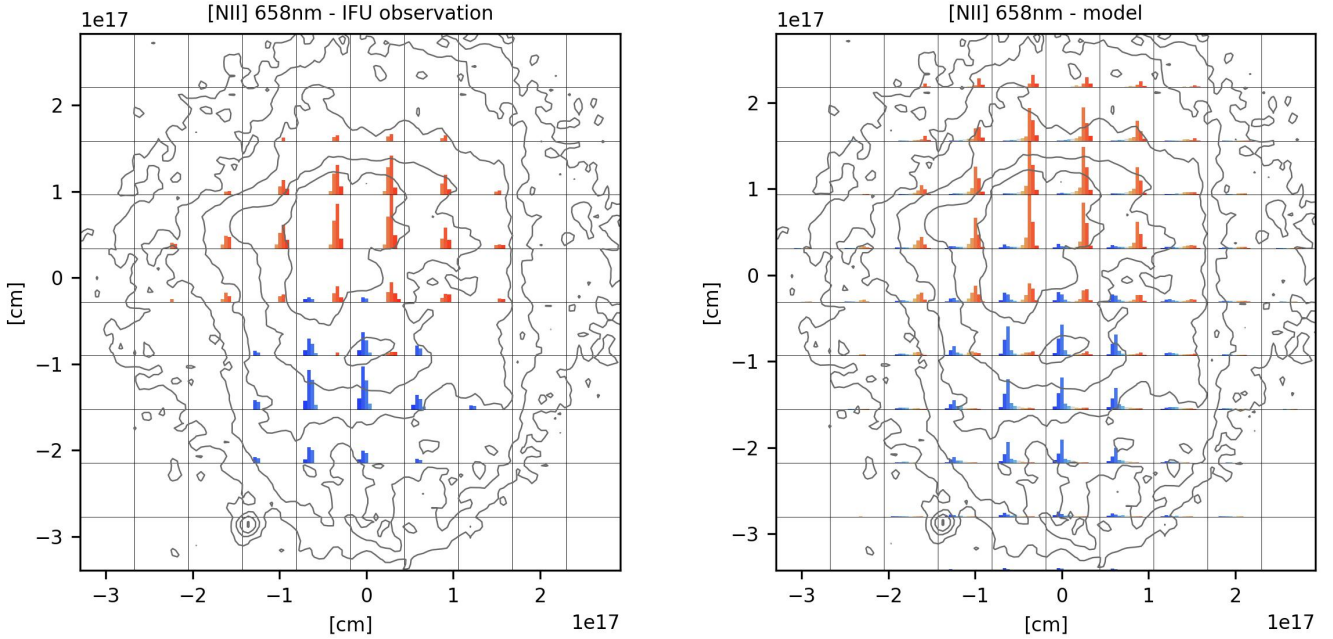 [NII] 658nm - IFU observation
1e17
2
1
0
−1
−2
−3
[cm]
−3 −2 −1 0 1 2
1e17
[cm]
[NII] 658nm - model
1e17
2
1
0
−1
−2
−3
[cm]
−3 −2 −1 0 1 2
1e17
[cm]